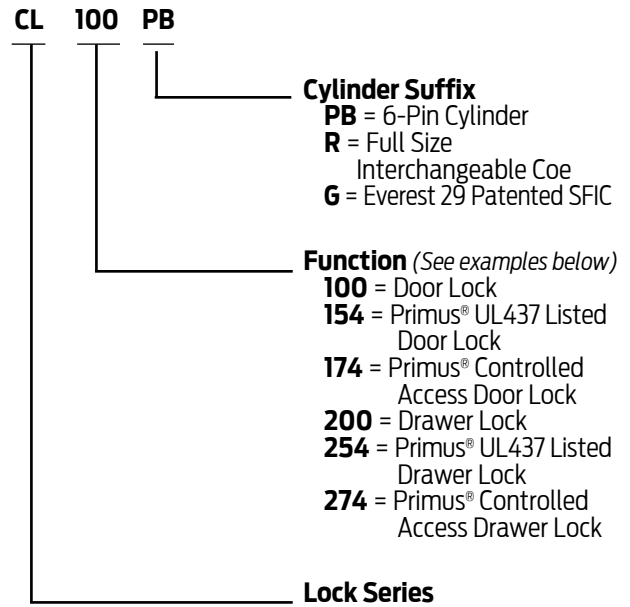 CL 100 PB
Cylinder Suffix
PB = 6-Pin Cylinder
R = Full Size
Interchangeable Coe
G = Everest 29 Patented SFIC
Function (See examples below)
100 = Door Lock
154 = Primus® UL437 Listed
Door Lock
174 = Primus® Controlled
Access Door Lock
200 = Drawer Lock
254 = Primus® UL437 Listed
Drawer Lock
274 = Primus® Controlled
Access Drawer Lock
Lock Series